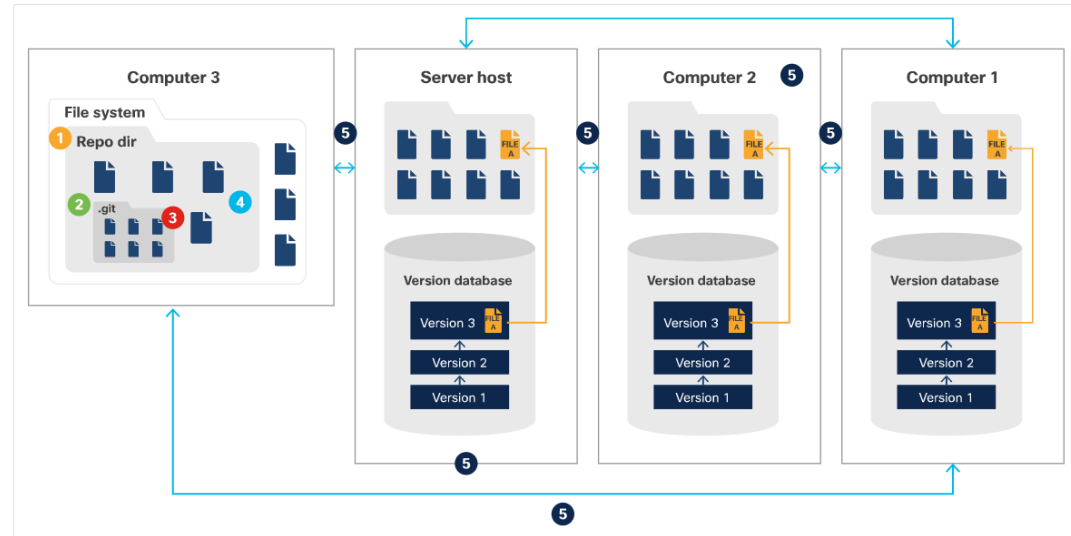 Computer 3
File system
1
Repo dir
2
.git
3
4
5
Server host
FILE
A
Version database
Version 3
FILE
A
Version 2
Version 1
5
5
Computer 2
5
FILE
A
Version database
Version 3
FILE
A
Version 2
Version 1
5
Computer 1
FILE
A
Version database
Version 3
FILE
A
Version 2
Version 1
5